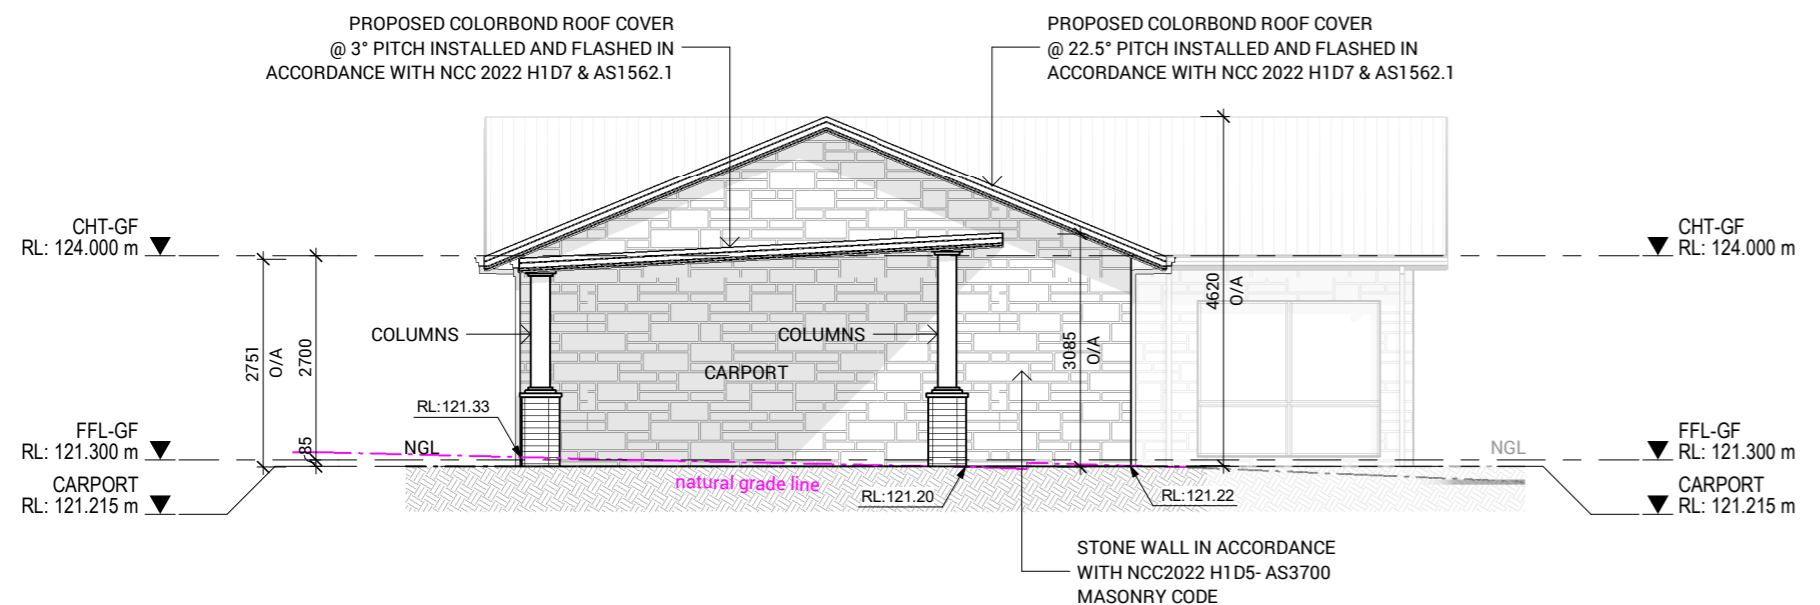 PROPOSED COLORBOND ROOF COVER
@ 3° PITCH INSTALLED AND FLASHED IN
ACCORDANCE WITH NCC 2022 H1D7 & AS1562.1
PROPOSED COLORBOND ROOF COVER
@ 22.5° PITCH INSTALLED AND FLASHED IN
ACCORDANCE WITH NCC 2022 H1D7 & AS1562.1
CHT-GF
RL: 124.000 m
CHT-GF
RL: 124.000 m
2751
O/A
2700
85
COLUMNS
COLUMNS
CARPORT
3085
O/A
4620
O/A
RL:121.33
FFL-GF
RL: 121.300 m
NGL
NGL
FFL-GF
RL: 121.300 m
CARPORT
RL: 121.215 m
natural grade line
RL:121.20
RL:121.22
CARPORT
RL: 121.215 m
STONE WALL IN ACCORDANCE
WITH NCC2022 H1D5- AS3700
MASONRY CODE